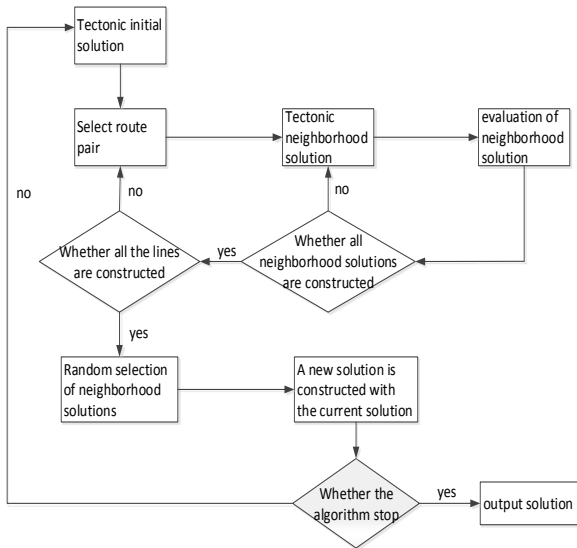 Tectonic initial
solution
Select route
pair
Tectonic
neighborhood
solution
evaluation of
neighborhood
solution
no
no
no
Whether all the lines
are constructed
yes
Whether all
neighborhood solutions
are constructed
yes
Random selection
of neighborhood
solutions
A new solution is
constructed with
the current solution
Whether the
algorithm stop
yes
output solution